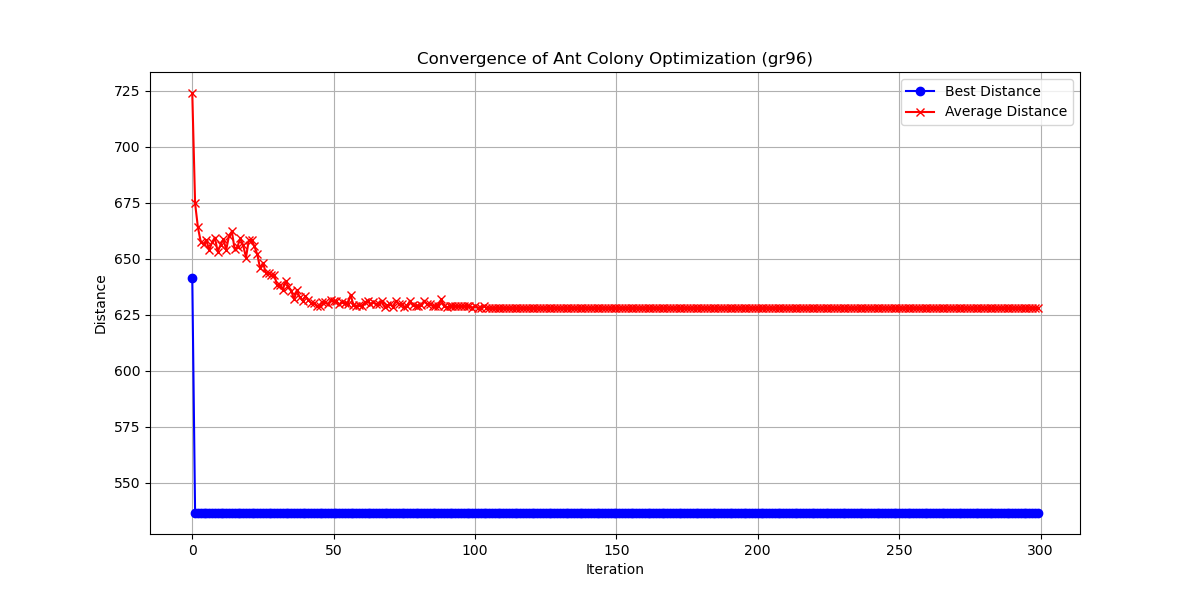 Convergence of Ant Colony Optimization (gr96)
Best Distance
Average Distance
Distance
725
700
675
650
625
600
575
550
0 50 100 150 200 250 300
Iteration